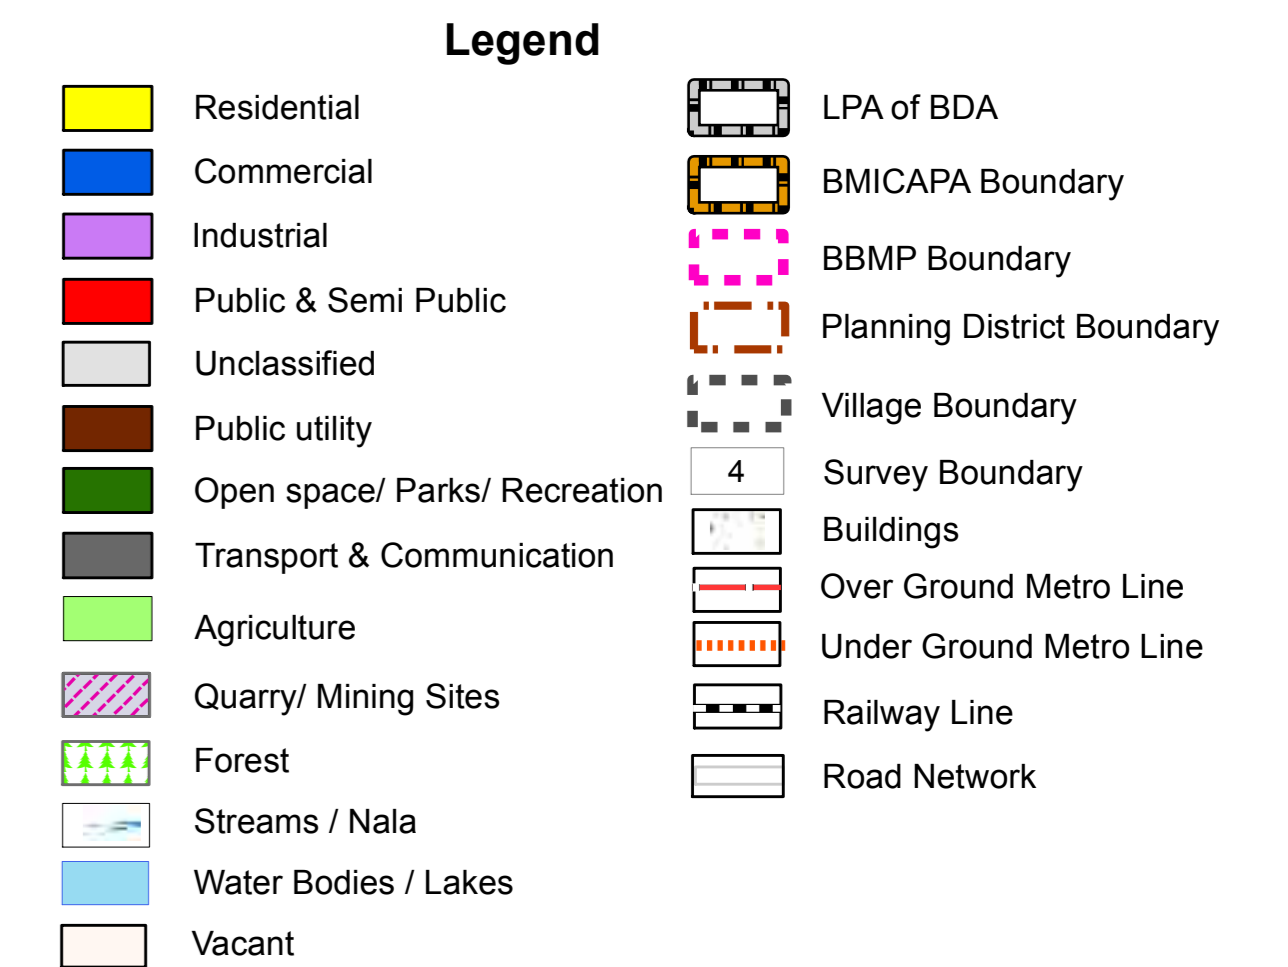 Legend
Residential
Commercial
Industrial
Public & Semi Public
Unclassified
Public utility
Open space/ Parks/ Recreation
Transport & Communication
Agriculture
Quarry/ Mining Sites
Forest
Streams / Nala
Water Bodies / Lakes
Vacant
LPA of BDA
BMICAPA Boundary
BBMP Boundary
Planning District Boundary
Village Boundary
4 Survey Boundary
Buildings
Over Ground Metro Line
Under Ground Metro Line
Railway Line
Road Network